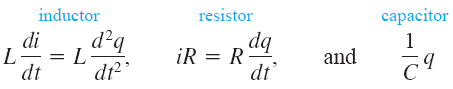 inductor resistor capacitor
L di/dt = L d²q/dt², iR = R dq/dt, and 1/C q